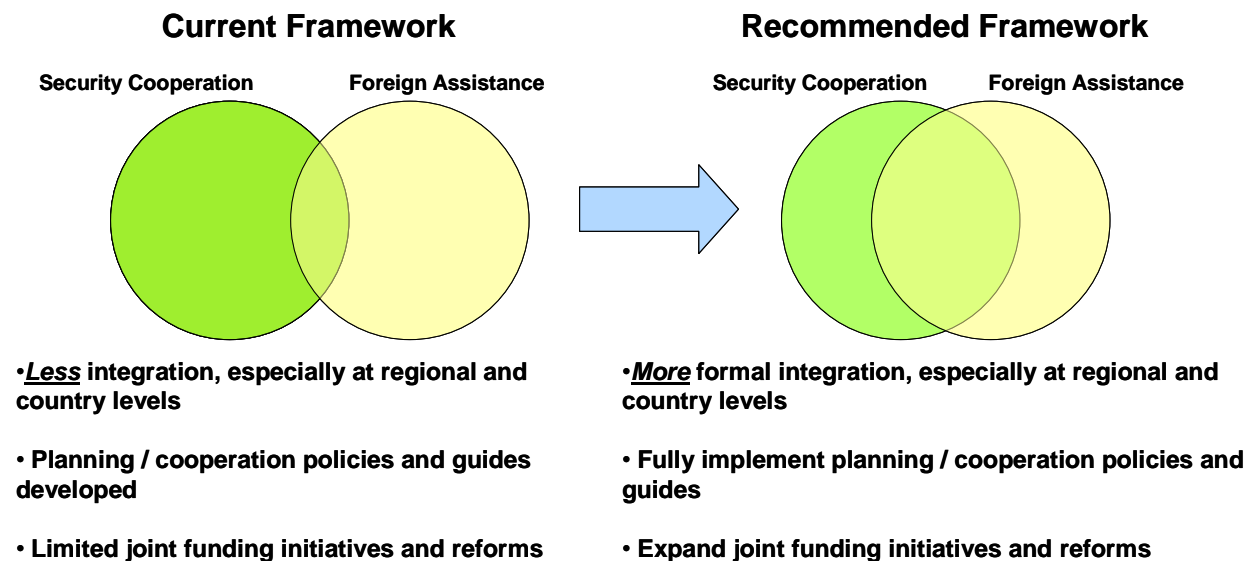 Current Framework
Security Cooperation
Foreign Assistance
•Less integration, especially at regional and
country levels
• Planning / cooperation policies and guides
developed
• Limited joint funding initiatives and reforms
Recommended Framework
Security Cooperation
Foreign Assistance
•More formal integration, especially at regional and
country levels
• Fully implement planning / cooperation policies and
guides
• Expand joint funding initiatives and reforms